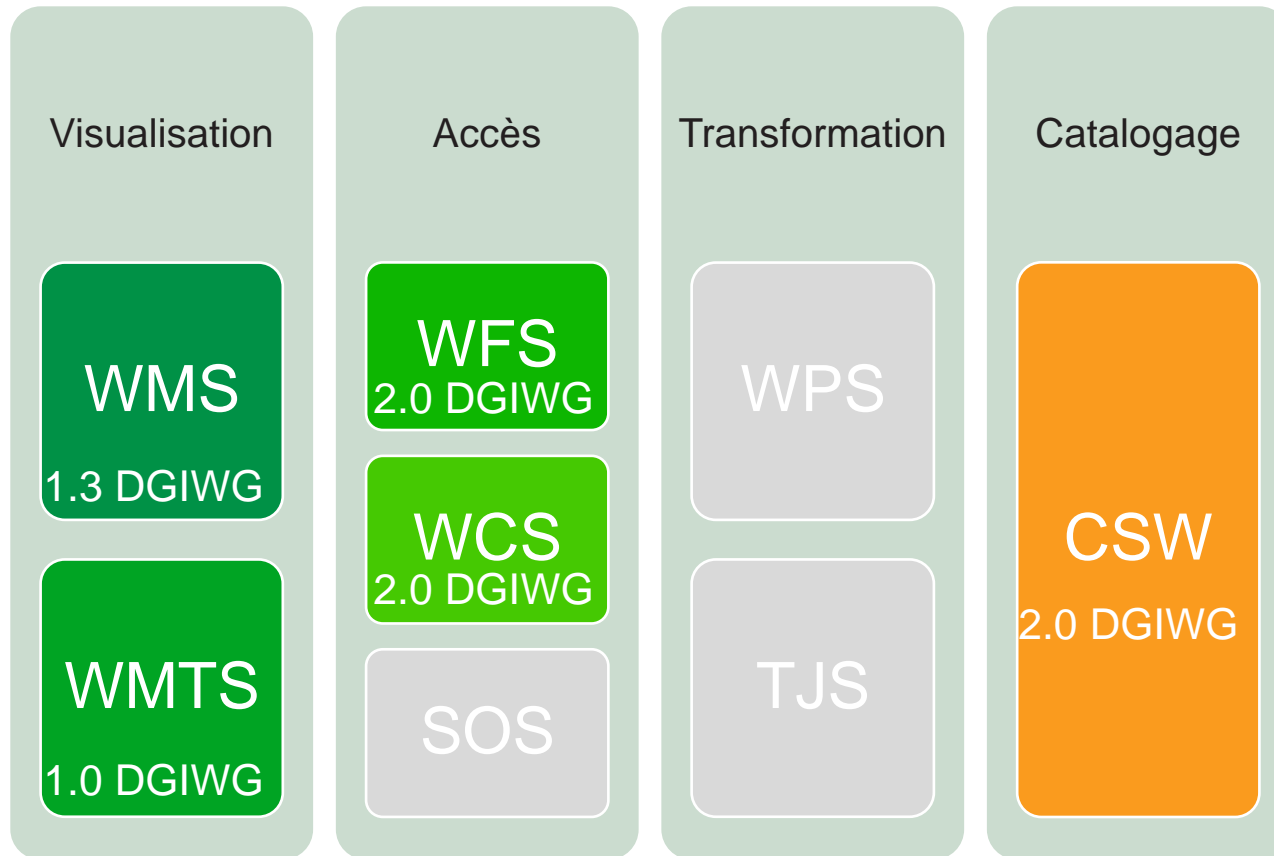 Visualisation
WMS
1.3 DGIWG
WMTS
1.0 DGIWG
Accès
WFS
2.0 DGIWG
WCS
2.0 DGIWG
SOS
Transformation
WPS
TJS
Catalogage
CSW
2.0 DGIWG